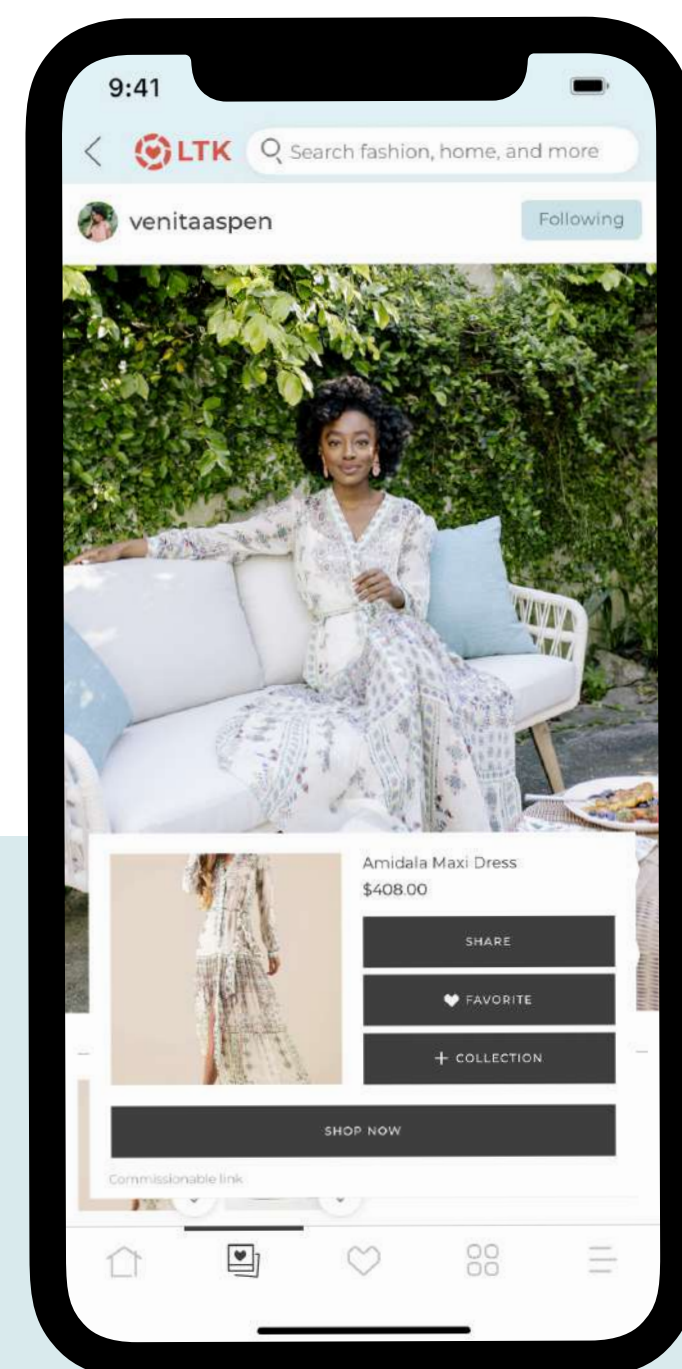 9:41
LTK
Search fashion, home, and more
venitaaspen
Following
Amidala Maxi Dress
$408.00
SHARE
FAVORITE
+ COLLECTION
SHOP NOW
Commissionable link